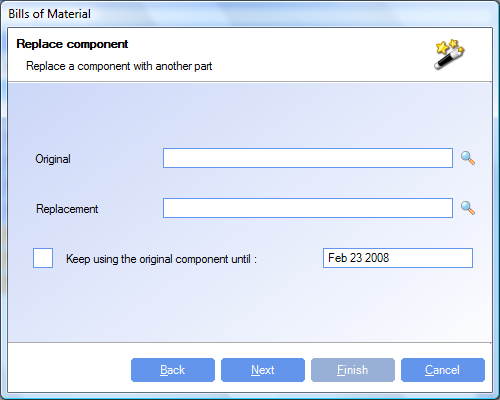 Bills of Material
Replace component
Replace a component with another part
Original
Replacement
Keep using the original component until :
Feb 23 2008
Back
Next
Finish
Cancel